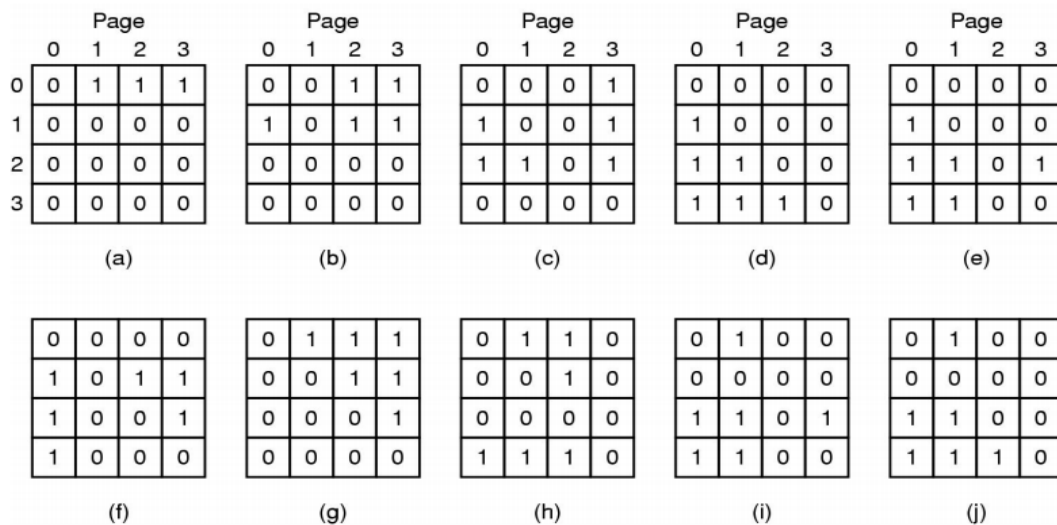 Page Page Page Page Page
0 1 2 3 0 1 2 3 0 1 2 3 0 1 2 3 0 1 2 3
0 0 1 1 1 0 0 1 1 0 0 0 1 0 0 0 0 0 0 0 0
1 0 0 0 0 1 0 1 1 1 0 0 1 1 0 0 0 1 0 0 0
2 0 0 0 0 0 0 0 0 1 1 0 1 1 1 0 0 1 1 0 1
3 0 0 0 0 0 0 0 0 0 0 0 0 1 1 1 0 1 1 0 0
(a) (b) (c) (d) (e)
0 0 0 0 0 1 1 1 0 1 1 0 0 1 0 0 0 1 0 0
1 0 1 1 0 0 1 1 0 0 1 0 0 0 0 0 0 0 0 0
1 0 0 1 0 0 0 1 0 0 0 0 1 1 0 1 1 1 0 0
1 0 0 0 0 0 0 0 1 1 1 0 1 1 0 0 1 1 1 0
(f) (g) (h) (i) (j)